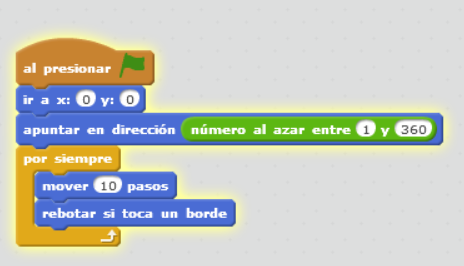 al presionar
ir a x: 0 y: 0
apuntar en dirección número al azar entre 1 y 360
por siempre
mover 10 pasos
rebotar si toca un borde